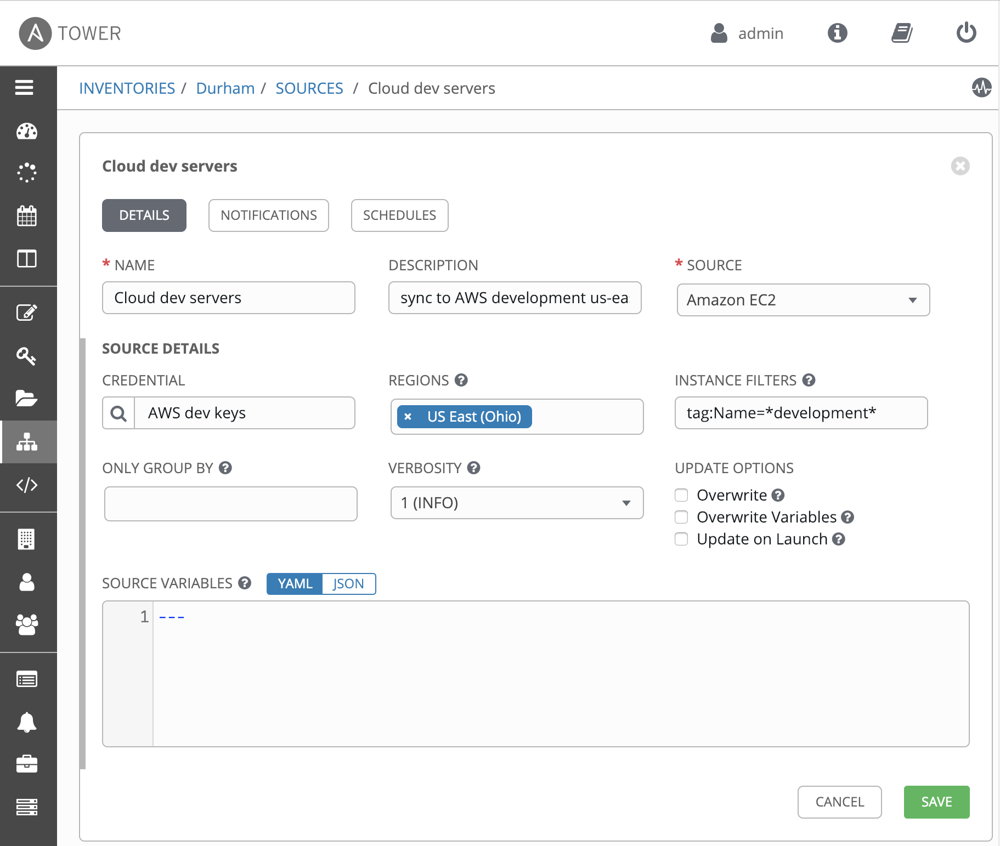 TOWER
admin
INVENTORIES / Durham / SOURCES / Cloud dev servers
Cloud dev servers
DETAILS NOTIFICATIONS SCHEDULES
* NAME DESCRIPTION * SOURCE
Cloud dev servers sync to AWS development us-ea Amazon EC2
SOURCE DETAILS
CREDENTIAL REGIONS ? INSTANCE FILTERS ?
AWS dev keys × US East (Ohio) tag:Name=*development*
ONLY GROUP BY ? VERBOSITY ? UPDATE OPTIONS
1 (INFO) Overwrite ?
Overwrite Variables ?
Update on Launch ?
SOURCE VARIABLES ? YAML JSON
1 ---
CANCEL SAVE